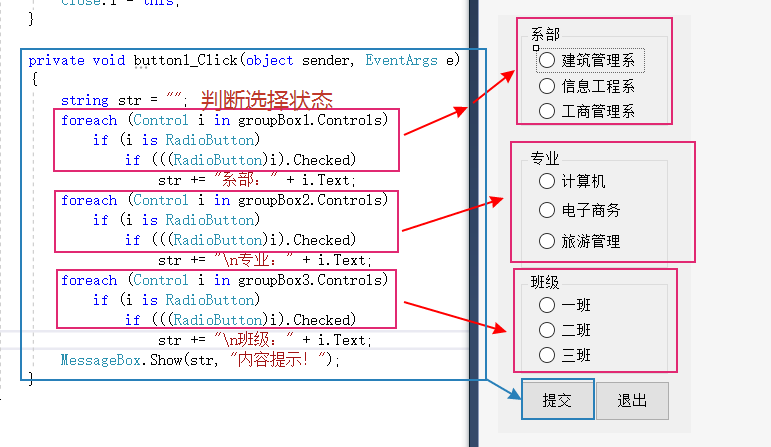 }
private void button1_Click(object sender, EventArgs e)
{
string str = ""; 判断选择状态
foreach (Control i in groupBox1.Controls)
if (i is RadioButton)
if (((RadioButton)i).Checked)
str += "系部：" + i.Text;
foreach (Control i in groupBox2.Controls)
if (i is RadioButton)
if (((RadioButton)i).Checked)
str += "\n专业：" + i.Text;
foreach (Control i in groupBox3.Controls)
if (i is RadioButton)
if (((RadioButton)i).Checked)
str += "\n班级：" + i.Text;
MessageBox.Show(str, "内容提示！");
}
系部
建筑管理系
信息工程系
工商管理系
专业
计算机
电子商务
旅游管理
班级
一班
二班
三班
提交 退出